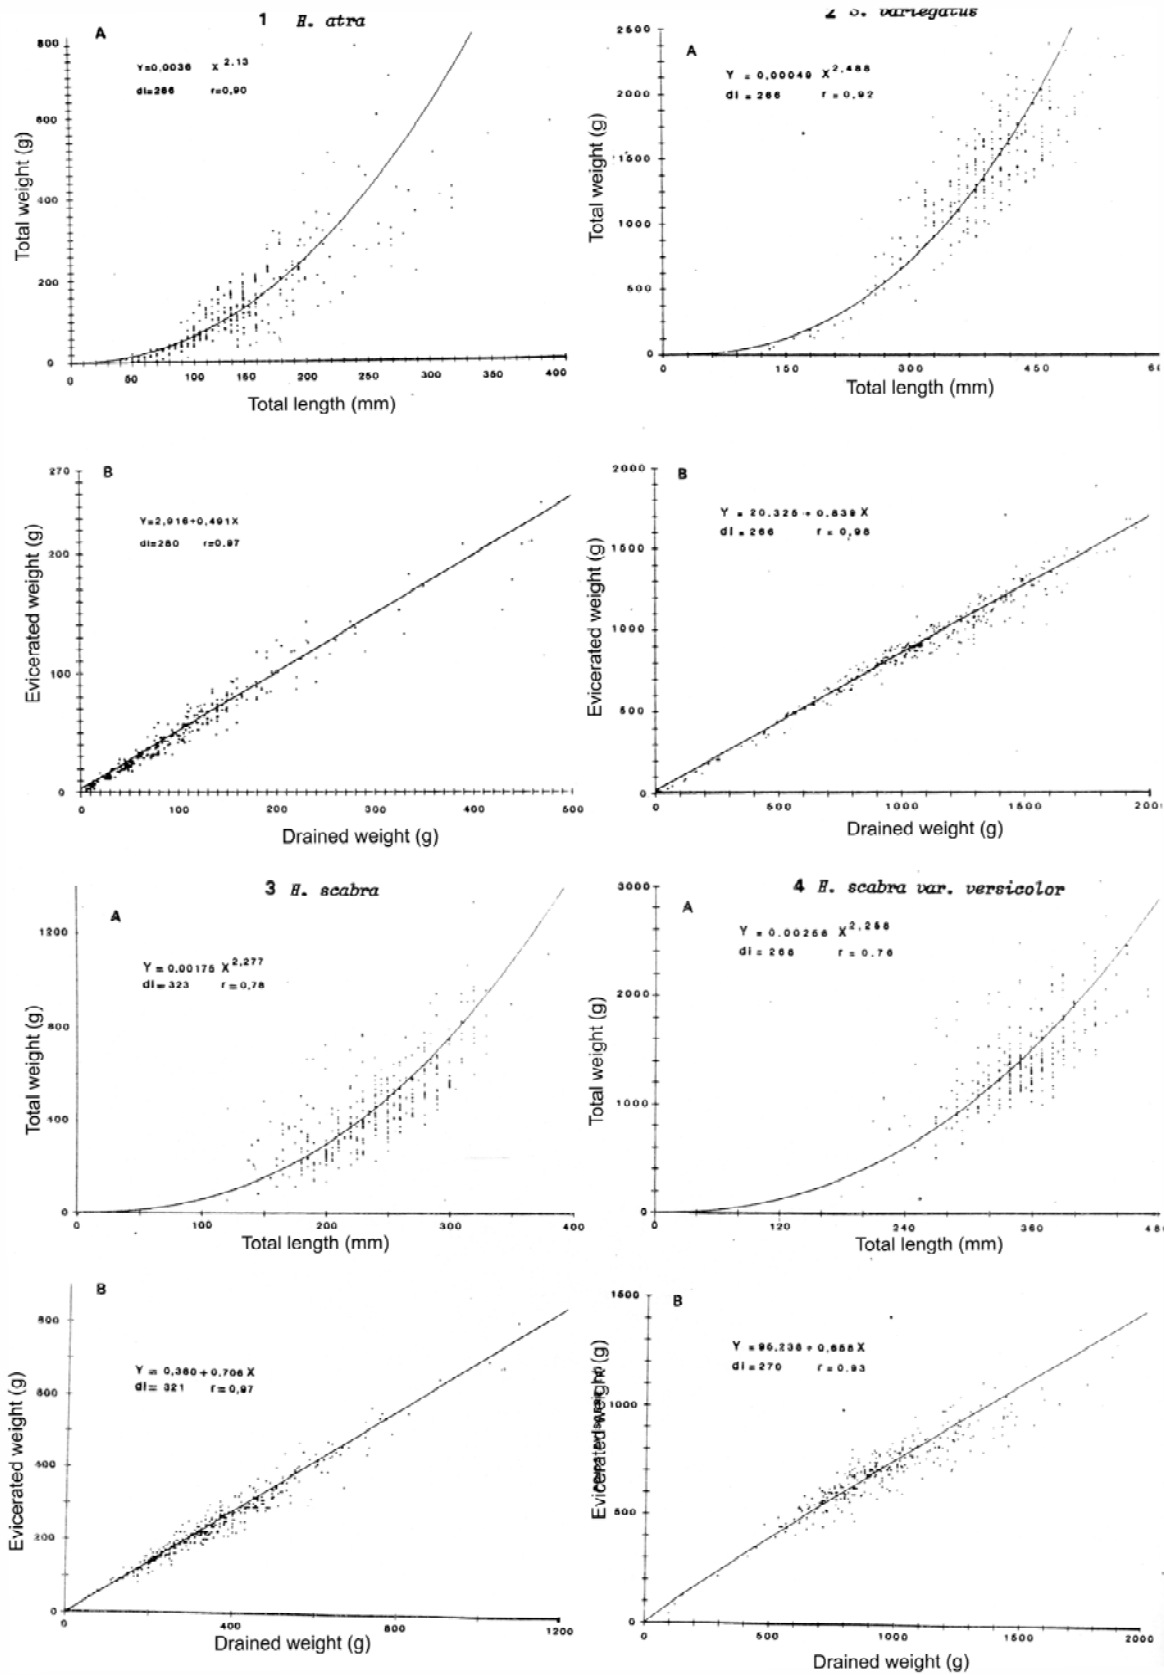 1 H. atra
A
Y=0,0036 X 2.13
dl=286 r=0,90
Total weight (g)
800
600
400
200
0
0 50 100 150 200 250 300 350 400
Total length (mm)
2 S. variegatus
A
Y = 0,00049 X 2,488
dl = 266 r = 0,92
Total weight (g)
2500
2000
1500
1000
500
0
0 150 300 450
Total length (mm)
B
Y=2,916+0,491X
dl=280 r=0.97
Evicerated weight (g)
270
200
100
0
0 100 200 300 400 500
Drained weight (g)
B
Y = 20.325 + 0.839 X
dl = 266 r = 0,98
Evicerated weight (g)
2000
1500
1000
500
0
0 500 1000 1500 200
Drained weight (g)
3 H. scabra
A
Y = 0.00175 X 2,277
dl = 323 r = 0,78
Total weight (g)
1200
800
400
0
0 100 200 300 400
Total length (mm)
4 H. scabra var. versicolor
A
Y = 0.00258 X 2,258
dl = 268 r = 0.76
Total weight (g)
3000
2000
1000
0
0 120 240 360 48
Total length (mm)
B
Y = 0,360 + 0.706 X
dl = 321 r = 0,97
Evicerated weight (g)
800
600
400
200
0
0 400 800 1200
Drained weight (g)
B
Y = 95,238 + 0,658 X
dl = 270 r = 0.93
Evicerated weight (g)
1500
1000
500
0
0 500 1000 1500 2000
Drained weight (g)